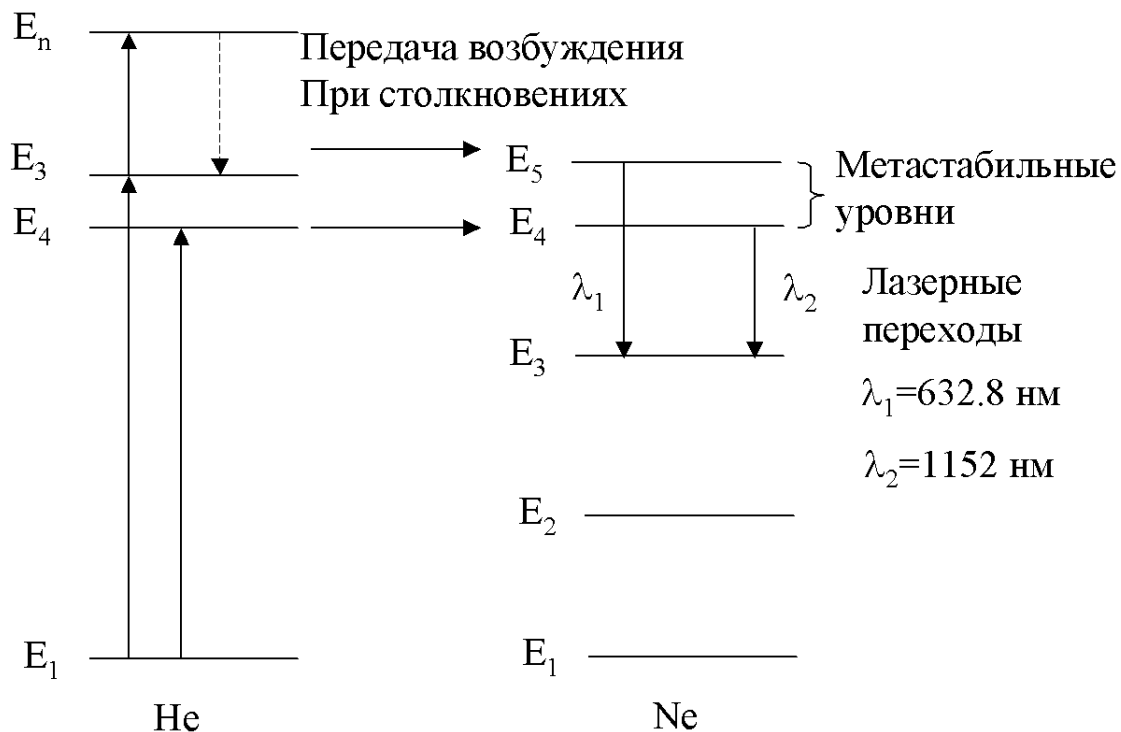 Eₙ
Передача возбуждения
При столкновениях
E₃
E₄
E₁
He
E₅
E₄
λ₁
λ₂
E₃
E₂
E₁
Ne
Метастабильные
уровни
Лазерные
переходы
λ₁=632.8 нм
λ₂=1152 нм